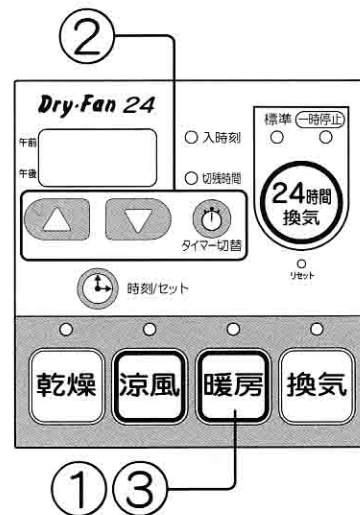 ②
Dry・Fan 24
午前
午後
入時刻
切残時間
タイマー切替
時刻/セット
標準 一時停止
24時間
換気
リセット
乾燥 涼風 暖房 換気
① ③